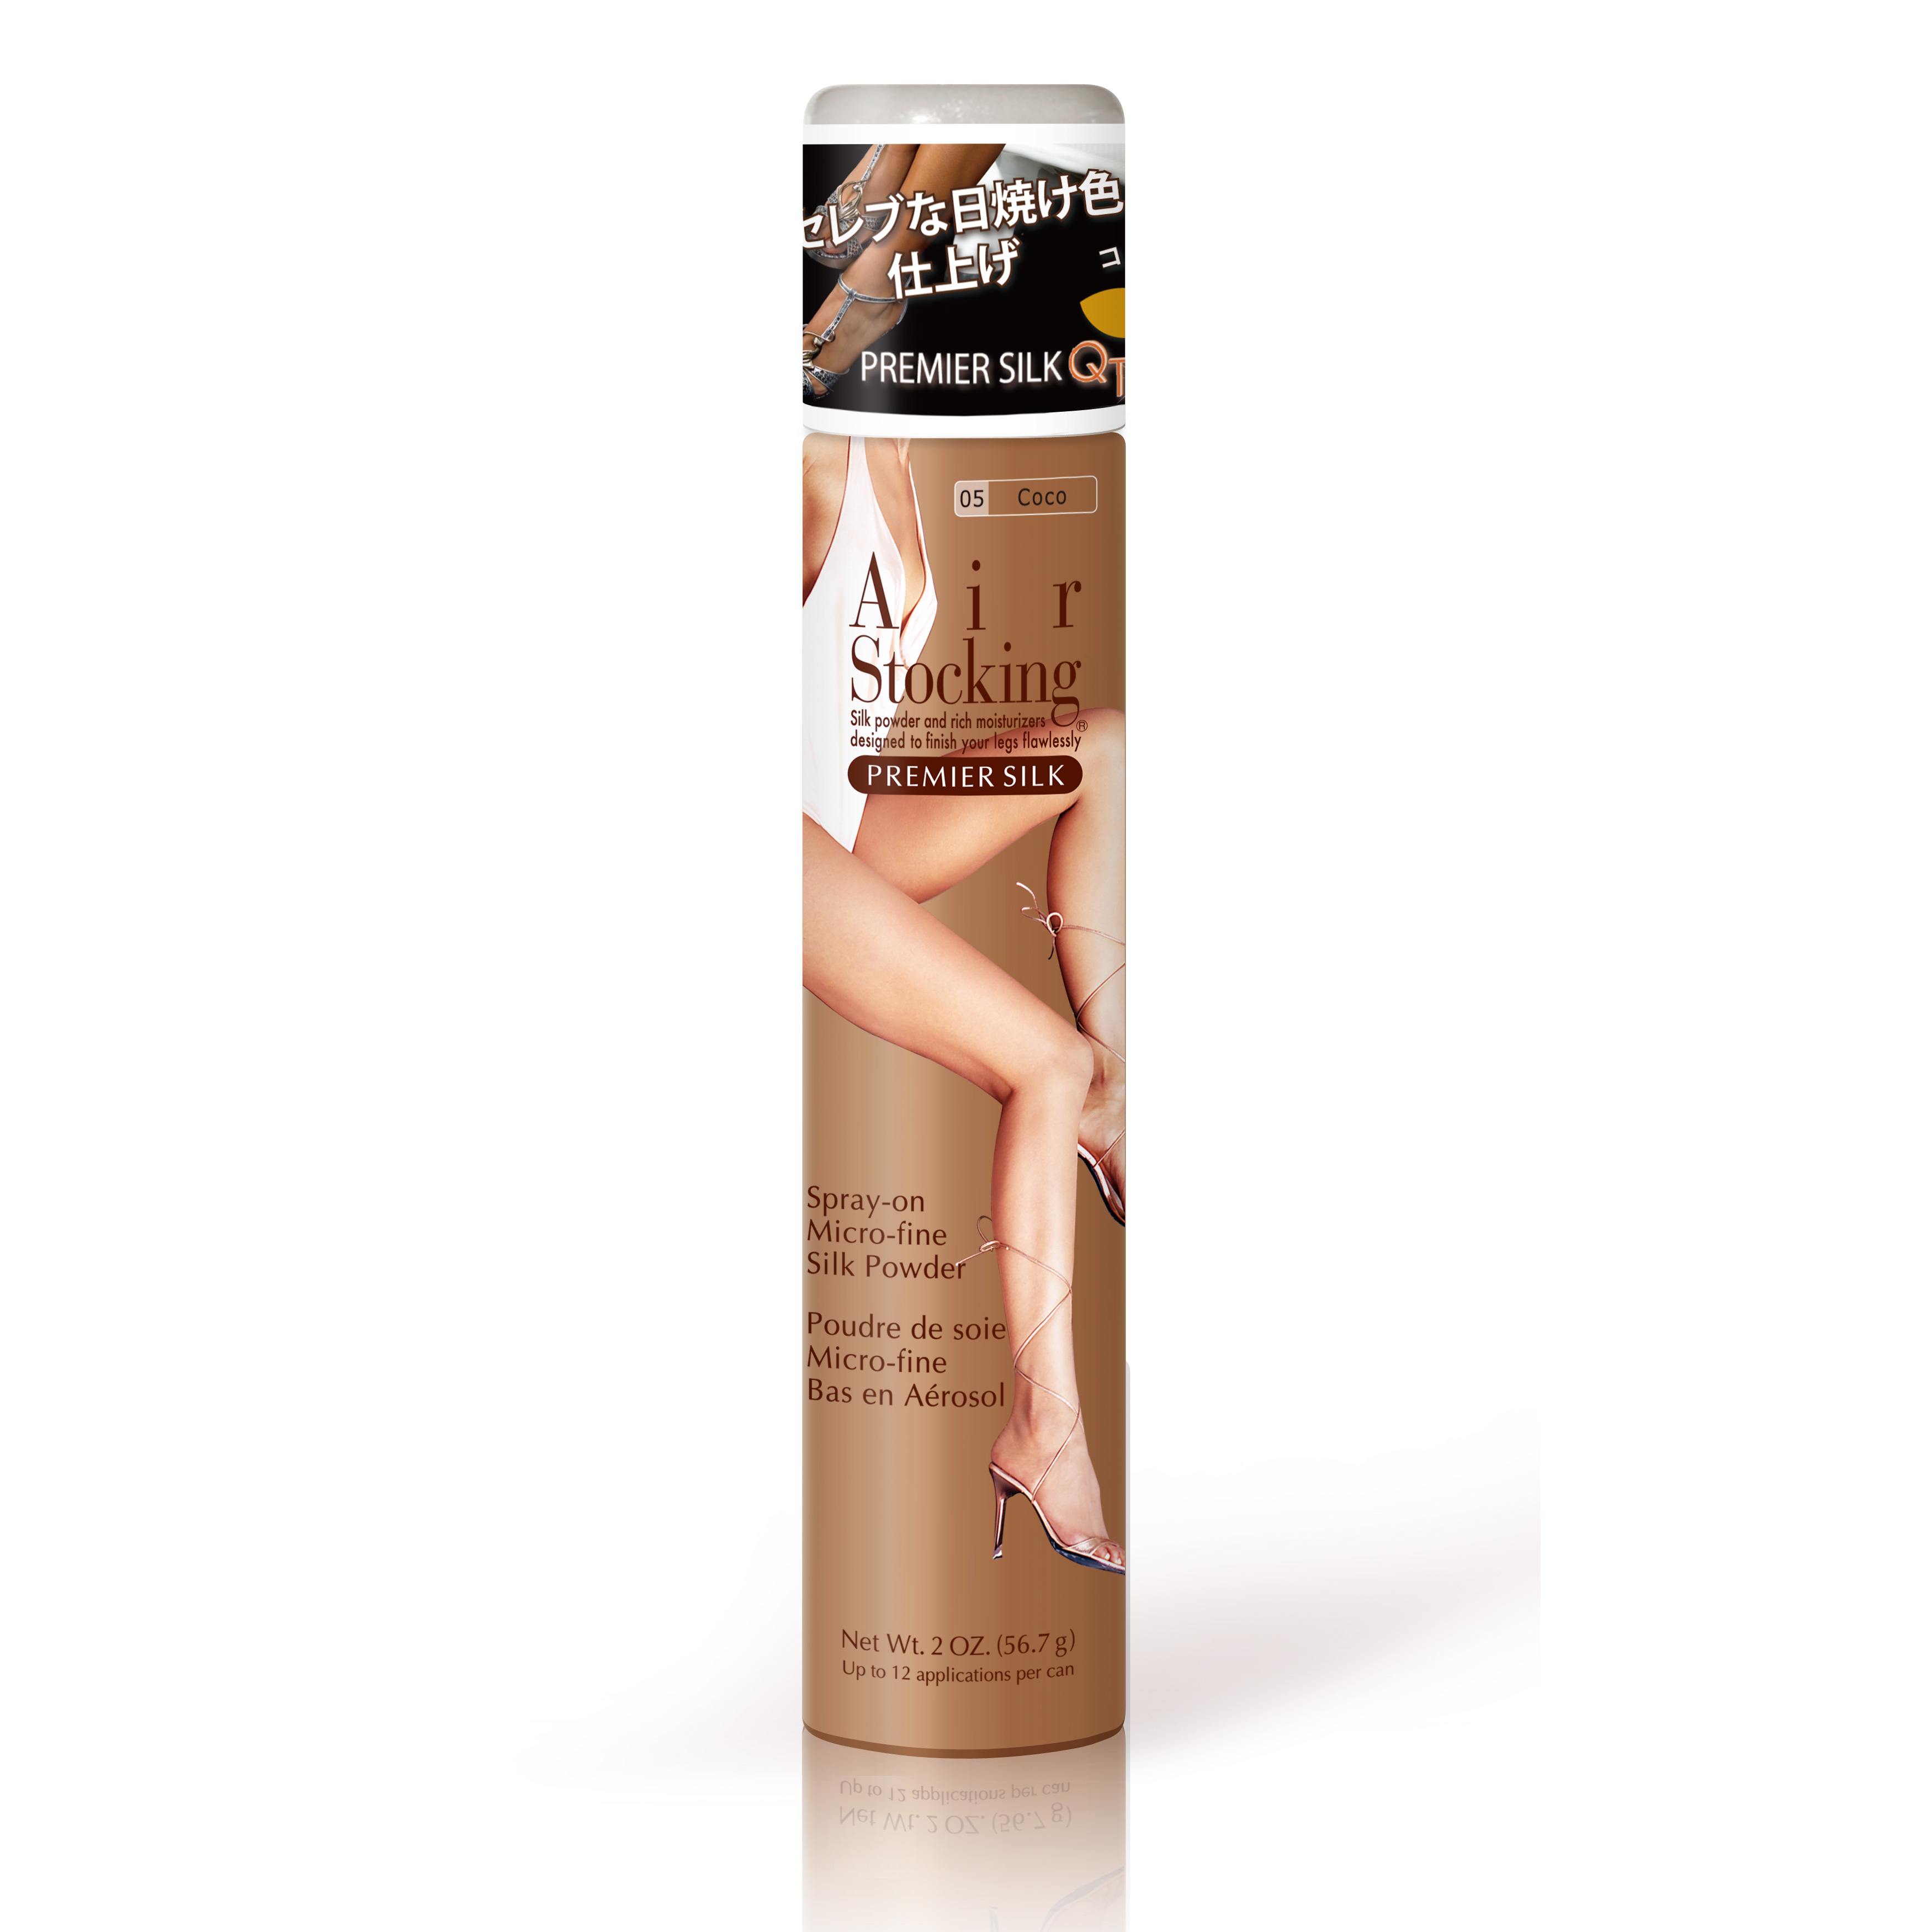 セレブな日焼け色
仕上げ
コ
PREMIER SILK QT
05 Coco
Air
Stocking®
Silk powder and rich moisturizers
designed to finish your legs flawlessly
PREMIER SILK
Spray-on
Micro-fine
Silk Powder
Poudre de soie
Micro-fine
Bas en Aérosol
Net Wt. 2 OZ. (56.7 g)
Up to 12 applications per can